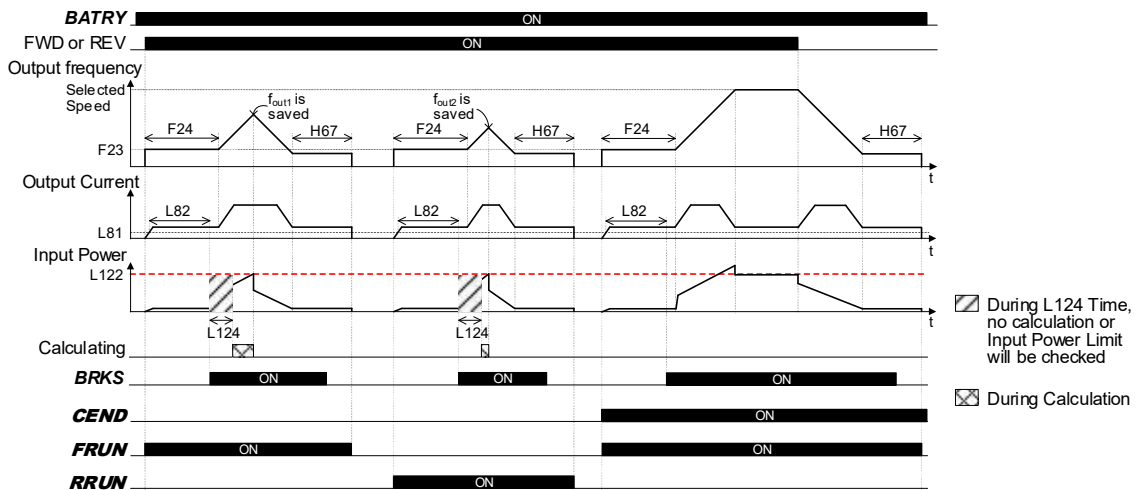 BATRY ON
FWD or REV ON
Output frequency
Selected
Speed
fout1 is
saved
fout2 is
saved
F24 H67 F24 H67 F24 H67
F23
t
Output Current
L82 L82 L82
L81
t
Input Power
L122
t
L124 L124
Calculating
BRKS ON ON ON
CEND ON
FRUN ON ON
RRUN ON
During L124 Time,
no calculation or
Input Power Limit
will be checked
During Calculation